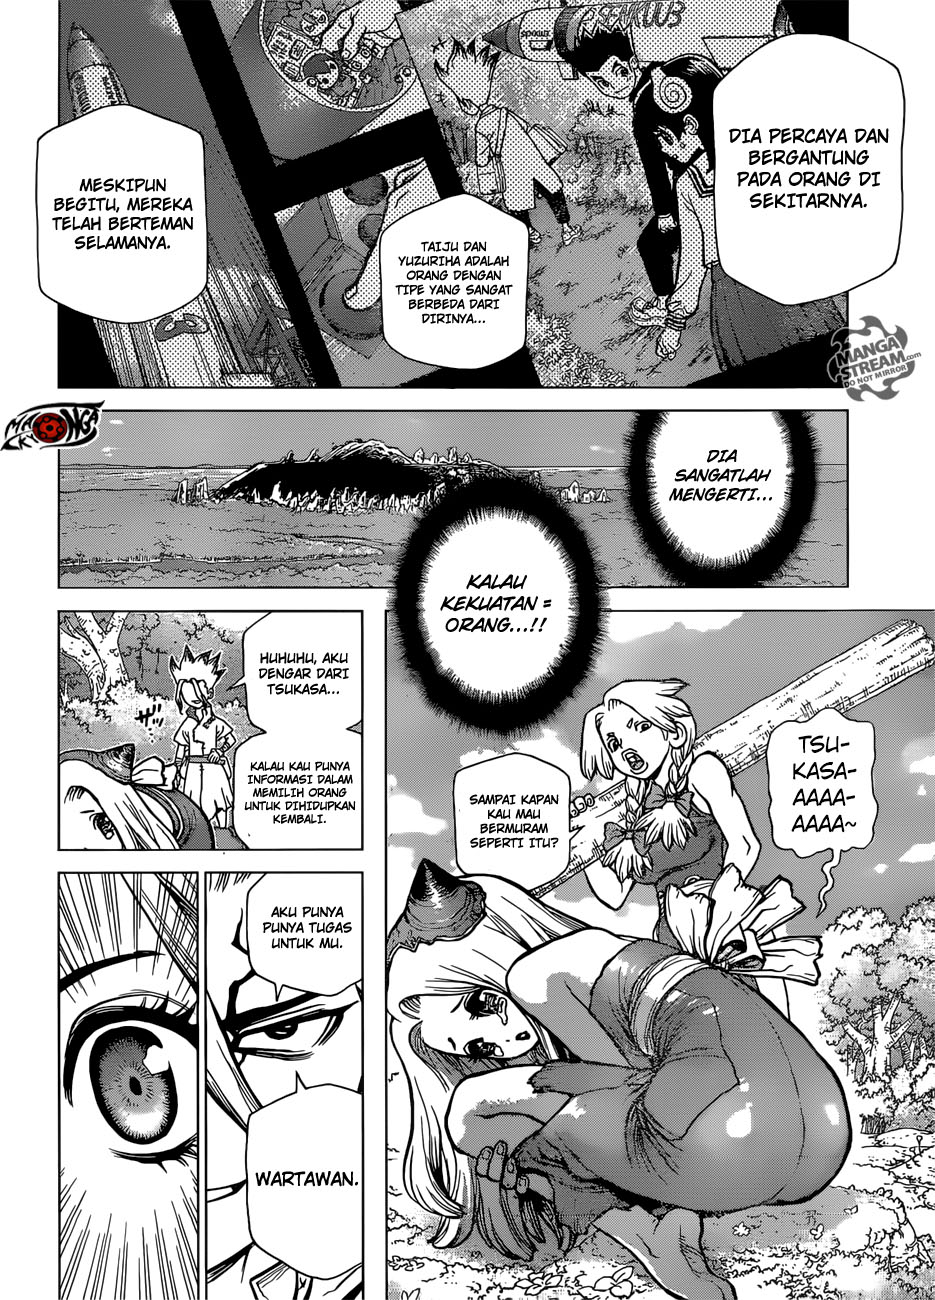 SENKUU3
DIA PERCAYA DAN
BERGANTUNG
PADA ORANG DI
SEKITARNYA.
TAIJU DAN
YUZURIHA ADALAH
ORANG DENGAN
TIPE YANG SANGAT
BERBEDA DARI
DIRINYA...
MESKIPUN
BEGITU, MEREKA
TELAH BERTEMAN
SELAMANYA.
MANGA
STREAM.com
DO NOT MIRROR
DIA
SANGATLAH
MENGERTI...
KALAU
KEKUATAN =
ORANG...!!
TSU-
KASA-
AAAA-
AAAA~
SAMPAI KAPAN
KAU MAU
BERMURAM
SEPERTI ITU?
HUHUHU, AKU
DENGAR DARI
TSUKASA...
KALAU KAU PUNYA
INFORMASI DALAM
MEMILIH ORANG
UNTUK DIHIDUPKAN
KEMBALI.
AKU PUNYA
PUNYA TUGAS
UNTUK MU.
WARTAWAN.